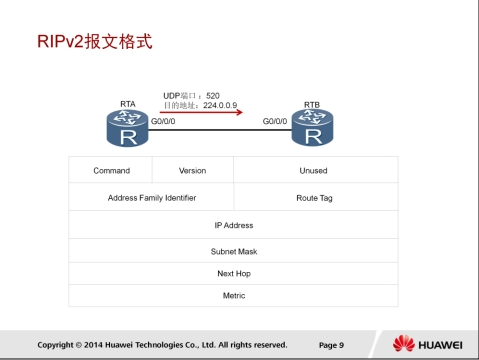 RIPv2报文格式
UDP端口：520
目的地址：224.0.0.9
RTA
RTB
G0/0/0
G0/0/0
R
R
Command
Version
Unused
Address Family Identifier
Route Tag
IP Address
Subnet Mask
Next Hop
Metric
Copyright © 2014 Huawei Technologies Co., Ltd. All rights reserved.
Page 9
HUAWEI